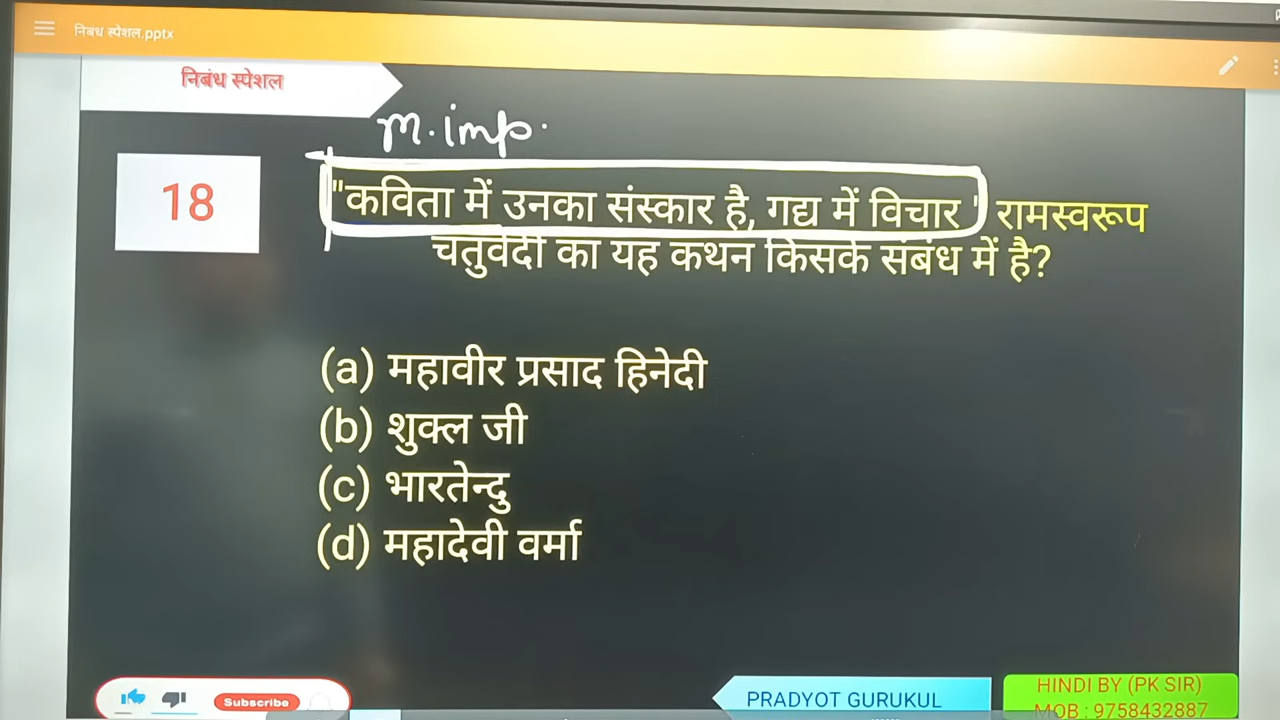 निबंध स्पेशल.pptx
निबंध स्पेशल
m.imp.
18
"कविता में उनका संस्कार है, गद्य में विचार " रामस्वरूप
चतुर्वेदी का यह कथन किसके संबंध में है?
(a) महावीर प्रसाद हिनेदी
(b) शुक्ल जी
(c) भारतेन्दु
(d) महादेवी वर्मा
Subscribe
PRADYOT GURUKUL
HINDI BY (PK SIR)
MOB : 9758432887